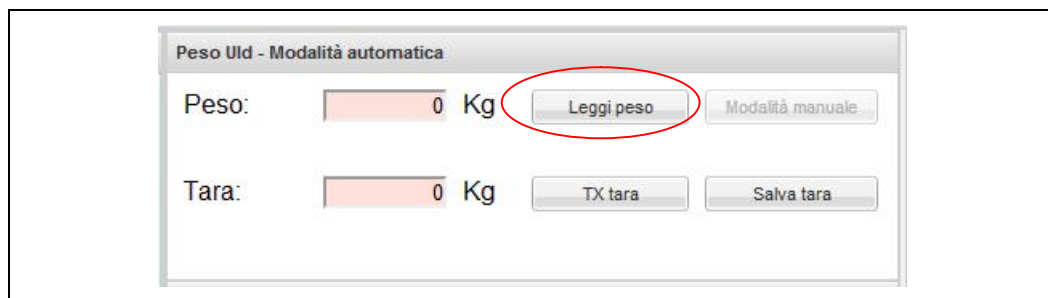 Peso Uld - Modalità automatica
Peso: 0 Kg Leggi peso Modalità manuale
Tara: 0 Kg TX tara Salva tara